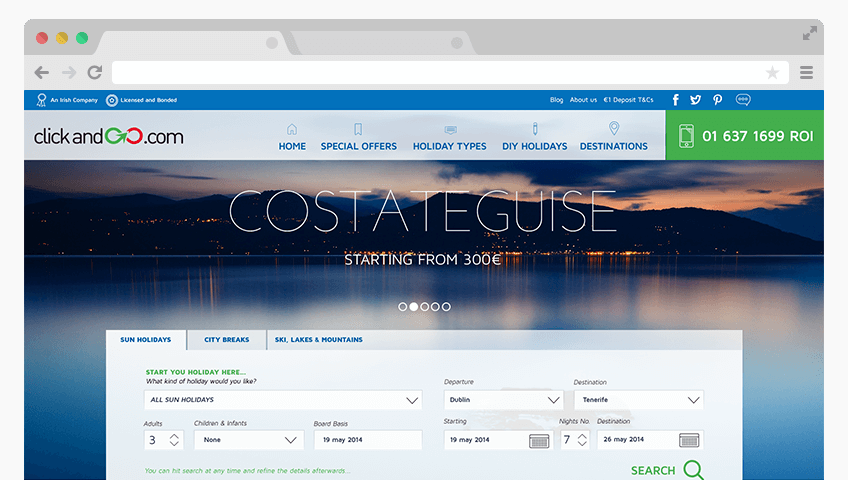 An Irish Company Licensed and Bonded Blog About us €1 Deposit T&Cs
clickandGO.com
HOME SPECIAL OFFERS HOLIDAY TYPES DIY HOLIDAYS DESTINATIONS
01 637 1699 ROI
COSTATEGUISE
STARTING FROM 300€
SUN HOLIDAYS CITY BREAKS SKI, LAKES & MOUNTAINS
START YOU HOLIDAY HERE...
What kind of holiday would you like? Departure Destination
ALL SUN HOLIDAYS Dublin Tenerife
Adults Children & Infants Board Basis Starting Nights No. Destination
3 None 19 may 2014 19 may 2014 7 26 may 2014
You can hit search at any time and refine the details afterwards...
SEARCH